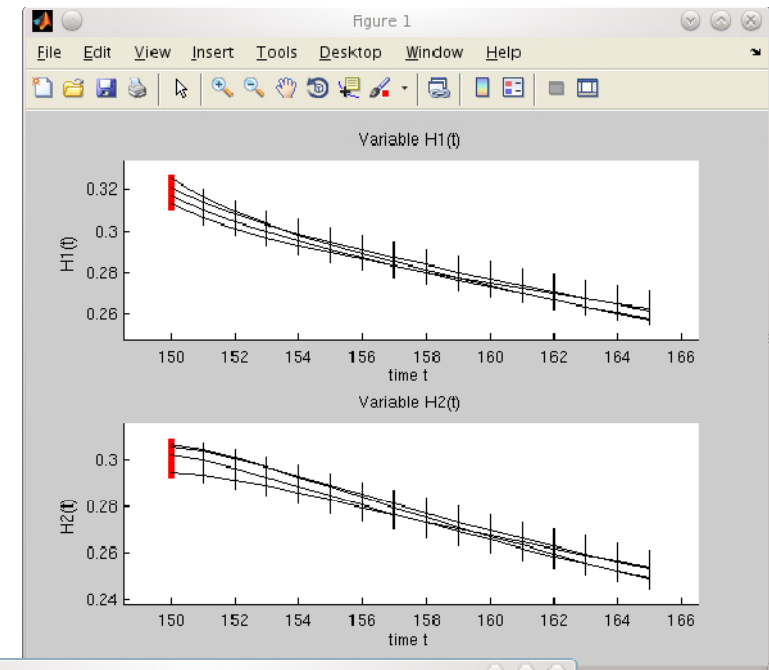 Figure 1
File Edit View Insert Tools Desktop Window Help
Variable H1(t)
0.32
0.3
0.28
0.26
H1(t)
150 152 154 156 158 160 162 164 166
time t
Variable H2(t)
0.3
0.28
0.26
0.24
H2(t)
150 152 154 156 158 160 162 164 166
time t